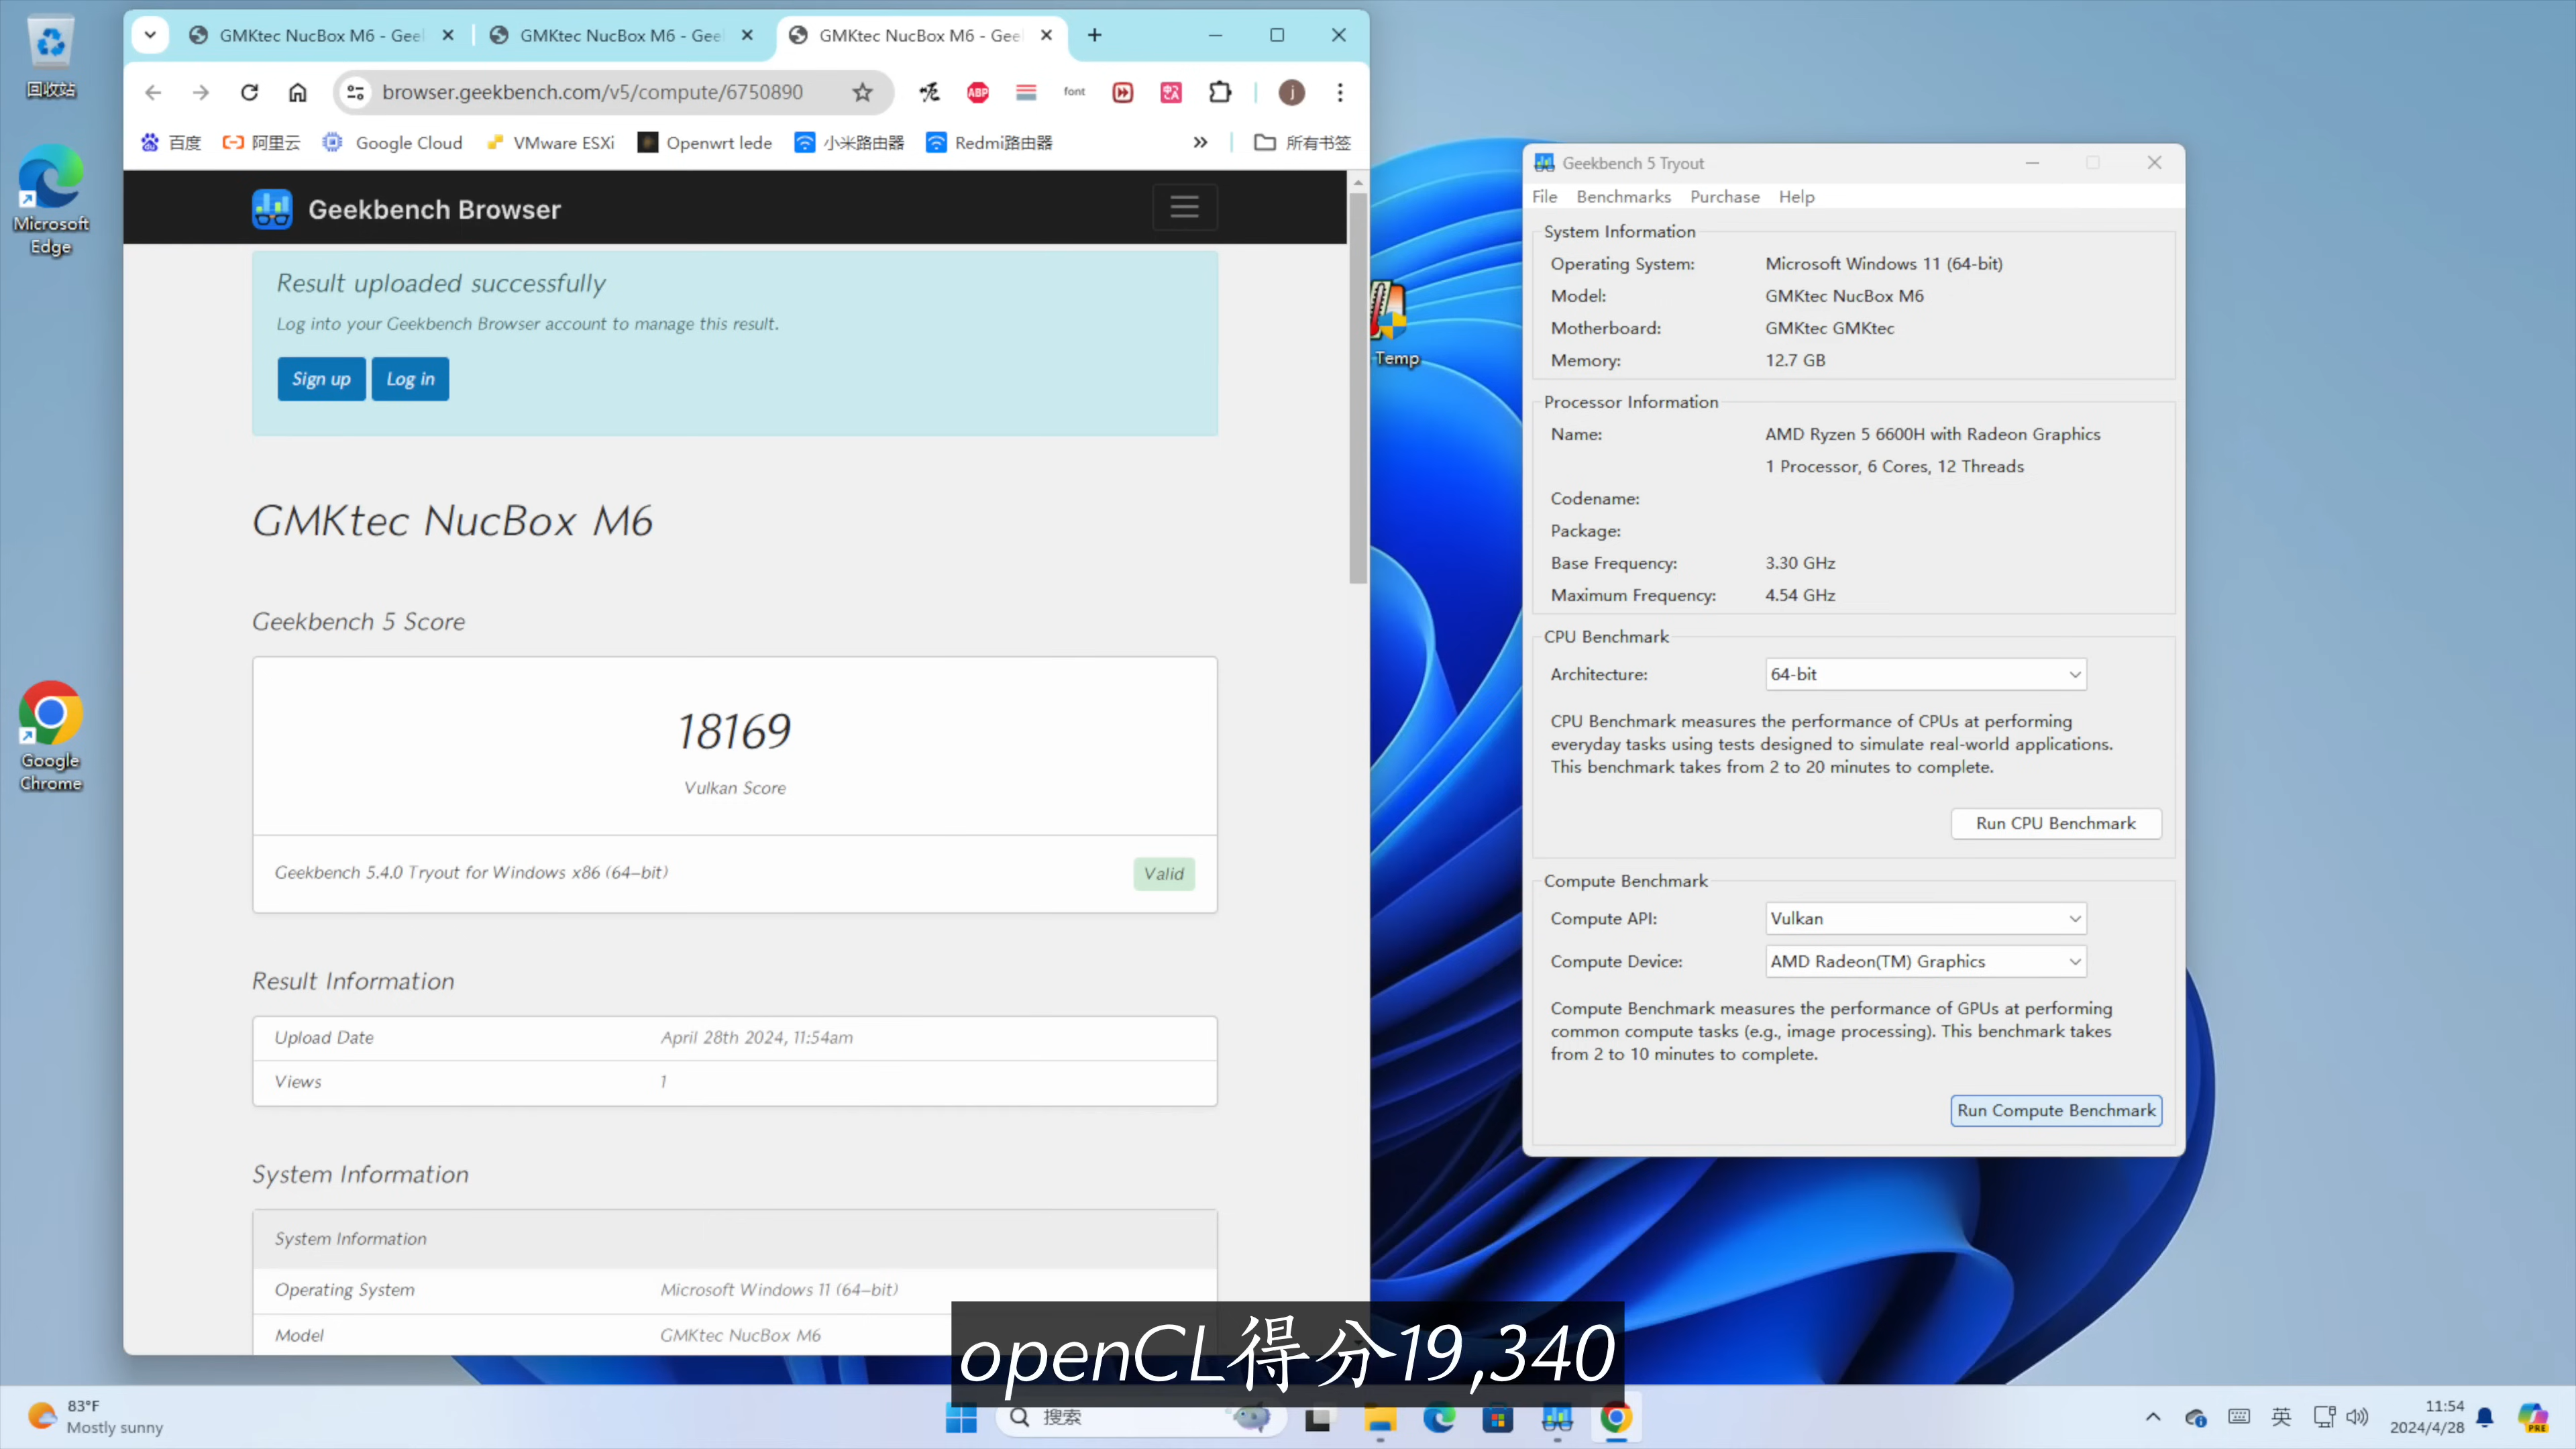 回收站
Microsoft
Edge
Google
Chrome
Temp
GMKtec NucBox M6 - Gee
GMKtec NucBox M6 - Gee
GMKtec NucBox M6 - Gee
browser.geekbench.com/v5/compute/6750890
ABP
font
j
百度
阿里云
Google Cloud
VMware ESXi
Openwrt lede
小米路由器
Redmi路由器
所有书签
Geekbench Browser
Result uploaded successfully
Log into your Geekbench Browser account to manage this result.
Sign up
Log in
GMKtec NucBox M6
Geekbench 5 Score
18169
Vulkan Score
Geekbench 5.4.0 Tryout for Windows x86 (64-bit)
Valid
Result Information
Upload Date April 28th 2024, 11:54am
Views 1
System Information
System Information
Operating System Microsoft Windows 11 (64-bit)
Model GMKtec NucBox M6
Geekbench 5 Tryout
File Benchmarks Purchase Help
System Information
Operating System: Microsoft Windows 11 (64-bit)
Model: GMKtec NucBox M6
Motherboard: GMKtec GMKtec
Memory: 12.7 GB
Processor Information
Name: AMD Ryzen 5 6600H with Radeon Graphics
1 Processor, 6 Cores, 12 Threads
Codename:
Package:
Base Frequency: 3.30 GHz
Maximum Frequency: 4.54 GHz
CPU Benchmark
Architecture: 64-bit
CPU Benchmark measures the performance of CPUs at performing
everyday tasks using tests designed to simulate real-world applications.
This benchmark takes from 2 to 20 minutes to complete.
Run CPU Benchmark
Compute Benchmark
Compute API: Vulkan
Compute Device: AMD Radeon(TM) Graphics
Compute Benchmark measures the performance of GPUs at performing
common compute tasks (e.g., image processing). This benchmark takes
from 2 to 10 minutes to complete.
Run Compute Benchmark
openCL得分19,340
83°F
Mostly sunny
搜索
英
11:54
2024/4/28
PRE